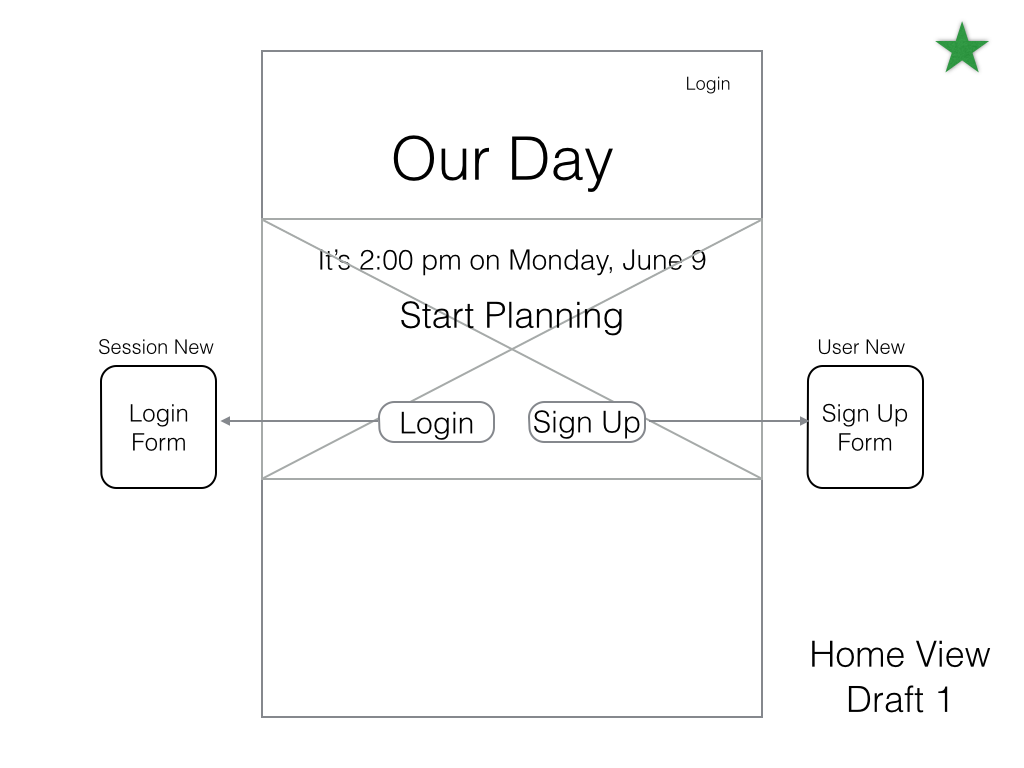 Login
Our Day
It's 2:00 pm on Monday, June 9
Start Planning
Session New
Login
Form
Login
Sign Up
User New
Sign Up
Form
Home View
Draft 1